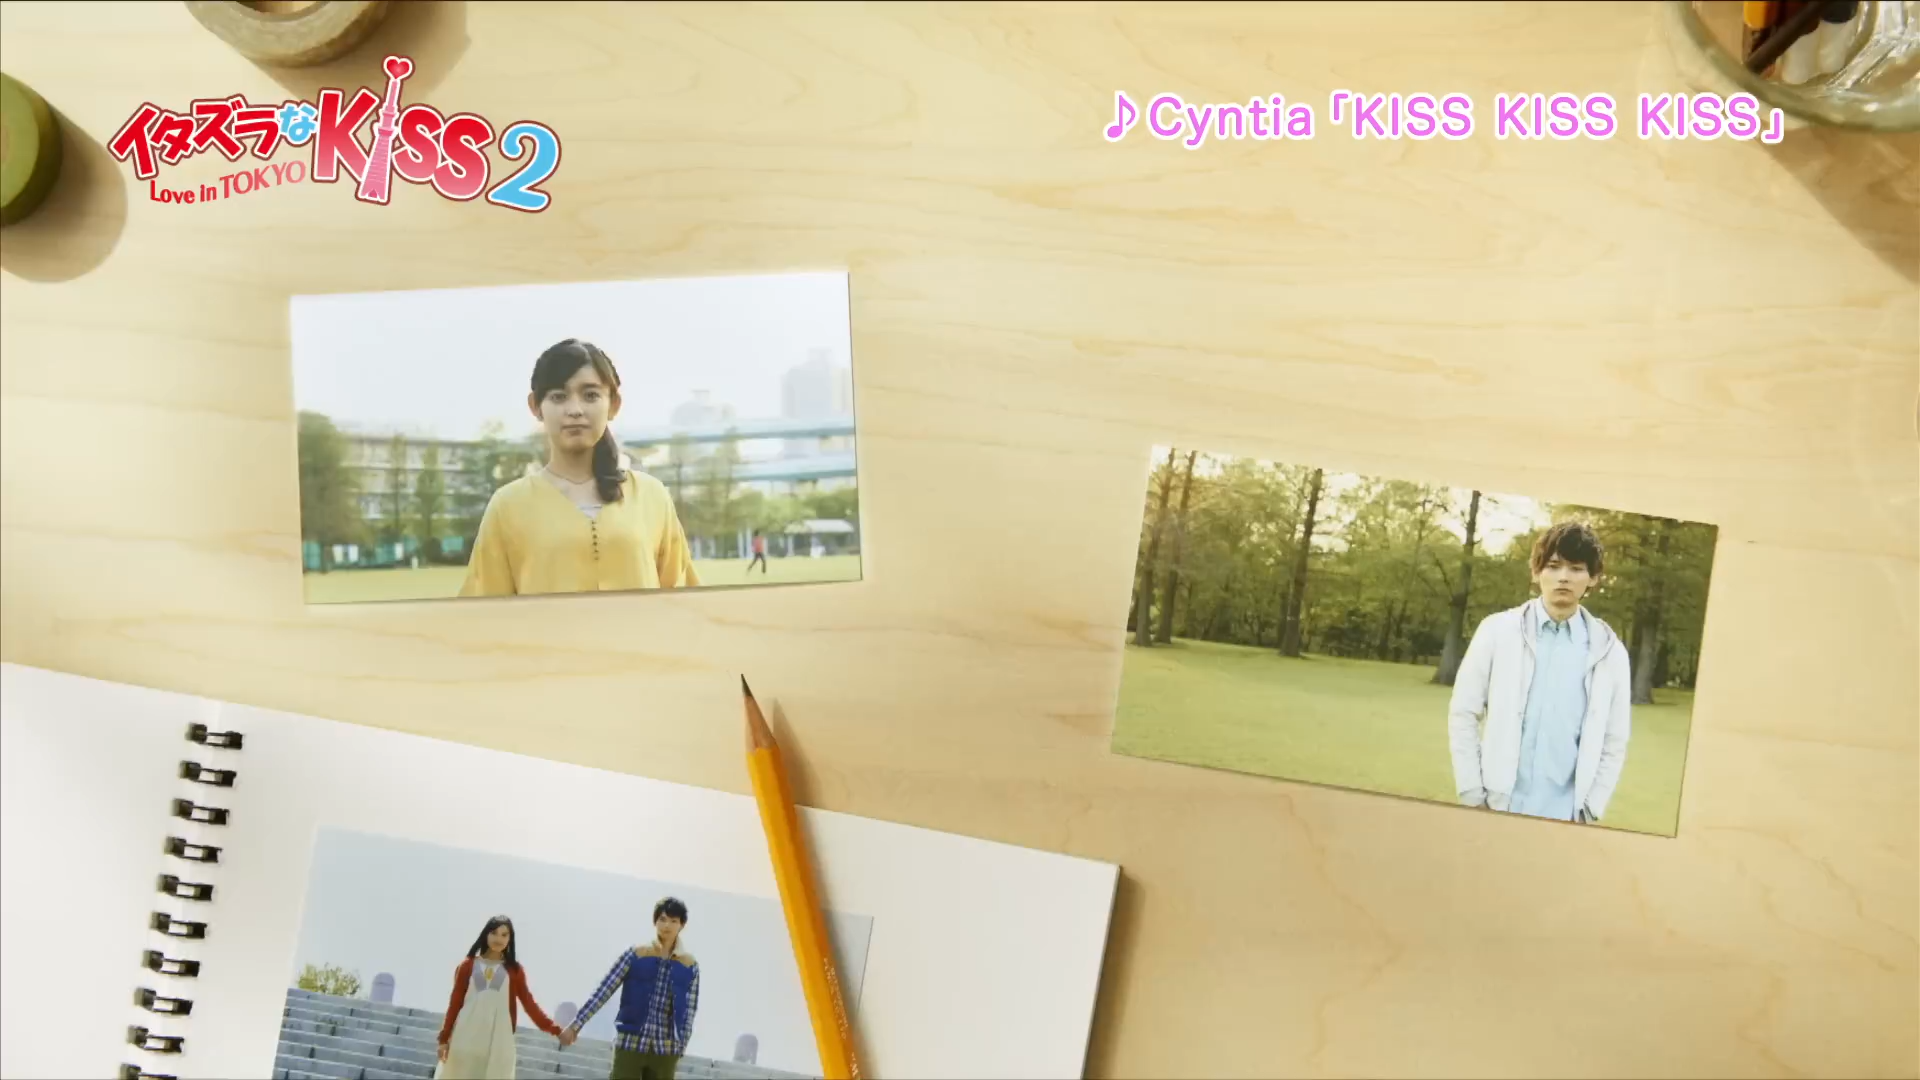 イタズラなKiSS2
Love in TOKYO
♪Cyntia「KISS KISS KISS」